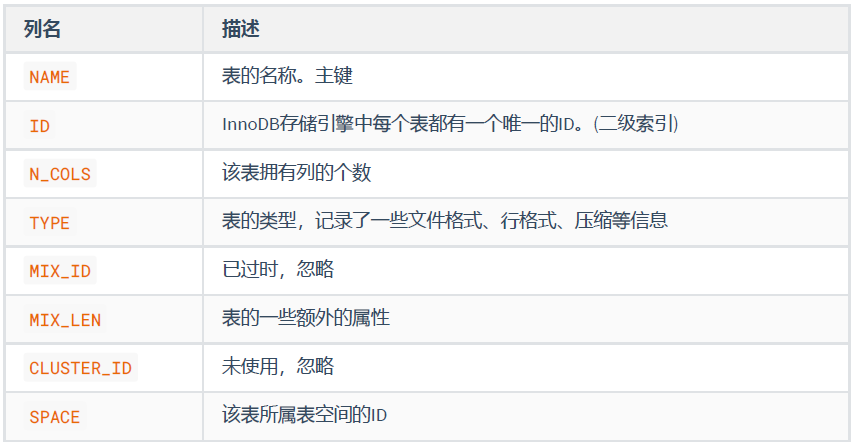 列名 描述
NAME 表的名称。主键
ID InnoDB存储引擎中每个表都有一个唯一的ID。(二级索引)
N_COLS 该表拥有列的个数
TYPE 表的类型，记录了一些文件格式、行格式、压缩等信息
MIX_ID 已过时，忽略
MIX_LEN 表的一些额外的属性
CLUSTER_ID 未使用，忽略
SPACE 该表所属表空间的ID